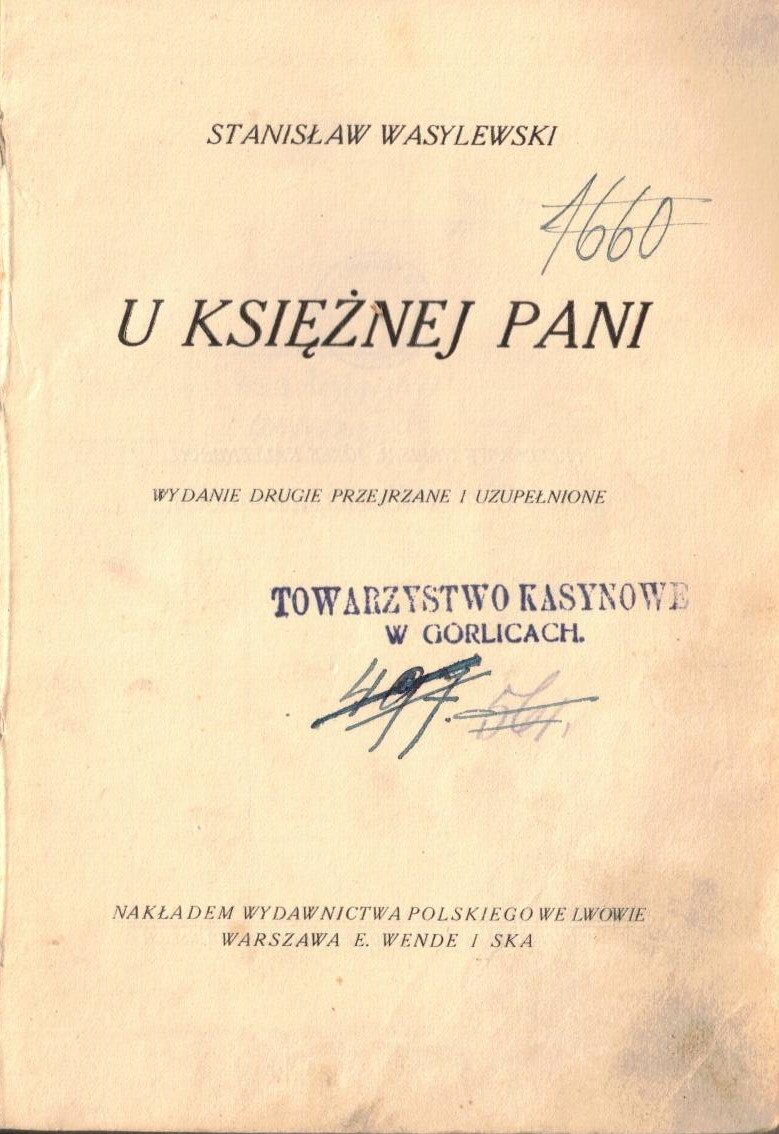 STANISŁAW WASYLEWSKI
1660
U KSIĘŻNEJ PANI
WYDANIE DRUGIE PRZEJRZANE I UZUPEŁNIONE
TOWARZYSTWO KASYNOWE
W GORLICACH.
497.
NAKŁADEM WYDAWNICTWA POLSKIEGO WE LWOWIE
WARSZAWA E. WENDE I SKA